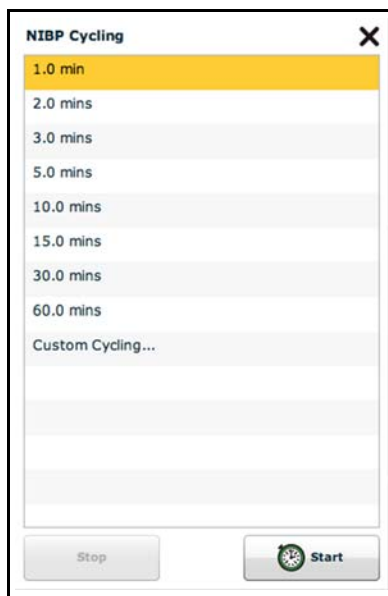 NIBP Cycling
1.0 min
2.0 mins
3.0 mins
5.0 mins
10.0 mins
15.0 mins
30.0 mins
60.0 mins
Custom Cycling...
Stop
Start